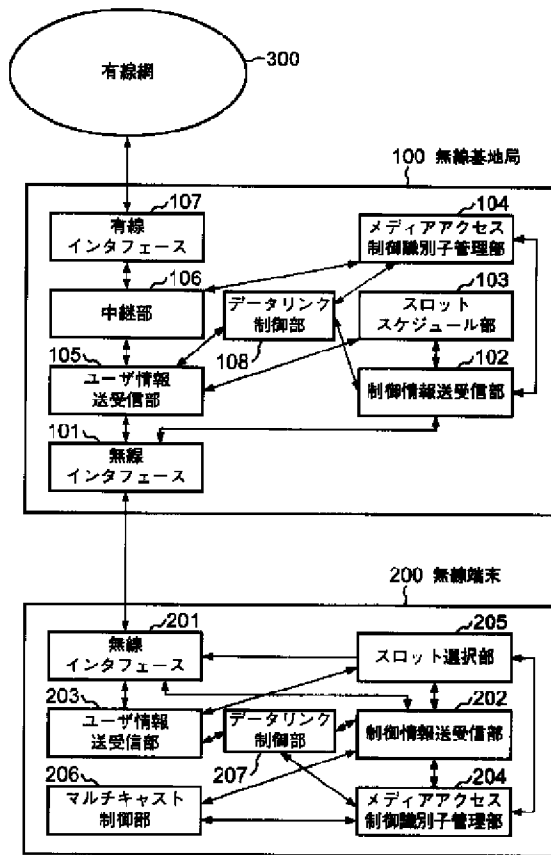 有線網
300
100 無線基地局
107
有線
インタフェース
104
メディアアクセス
制御識別子管理部
106
中継部
データリンク
制御部
108
103
スロット
スケジュール部
105
ユーザ情報
送受信部
102
制御情報送受信部
101
無線
インタフェース
200 無線端末
201
無線
インタフェース
205
スロット選択部
203
ユーザ情報
送受信部
データリンク
制御部
207
202
制御情報送受信部
206
マルチキャスト
制御部
204
メディアアクセス
制御識別子管理部